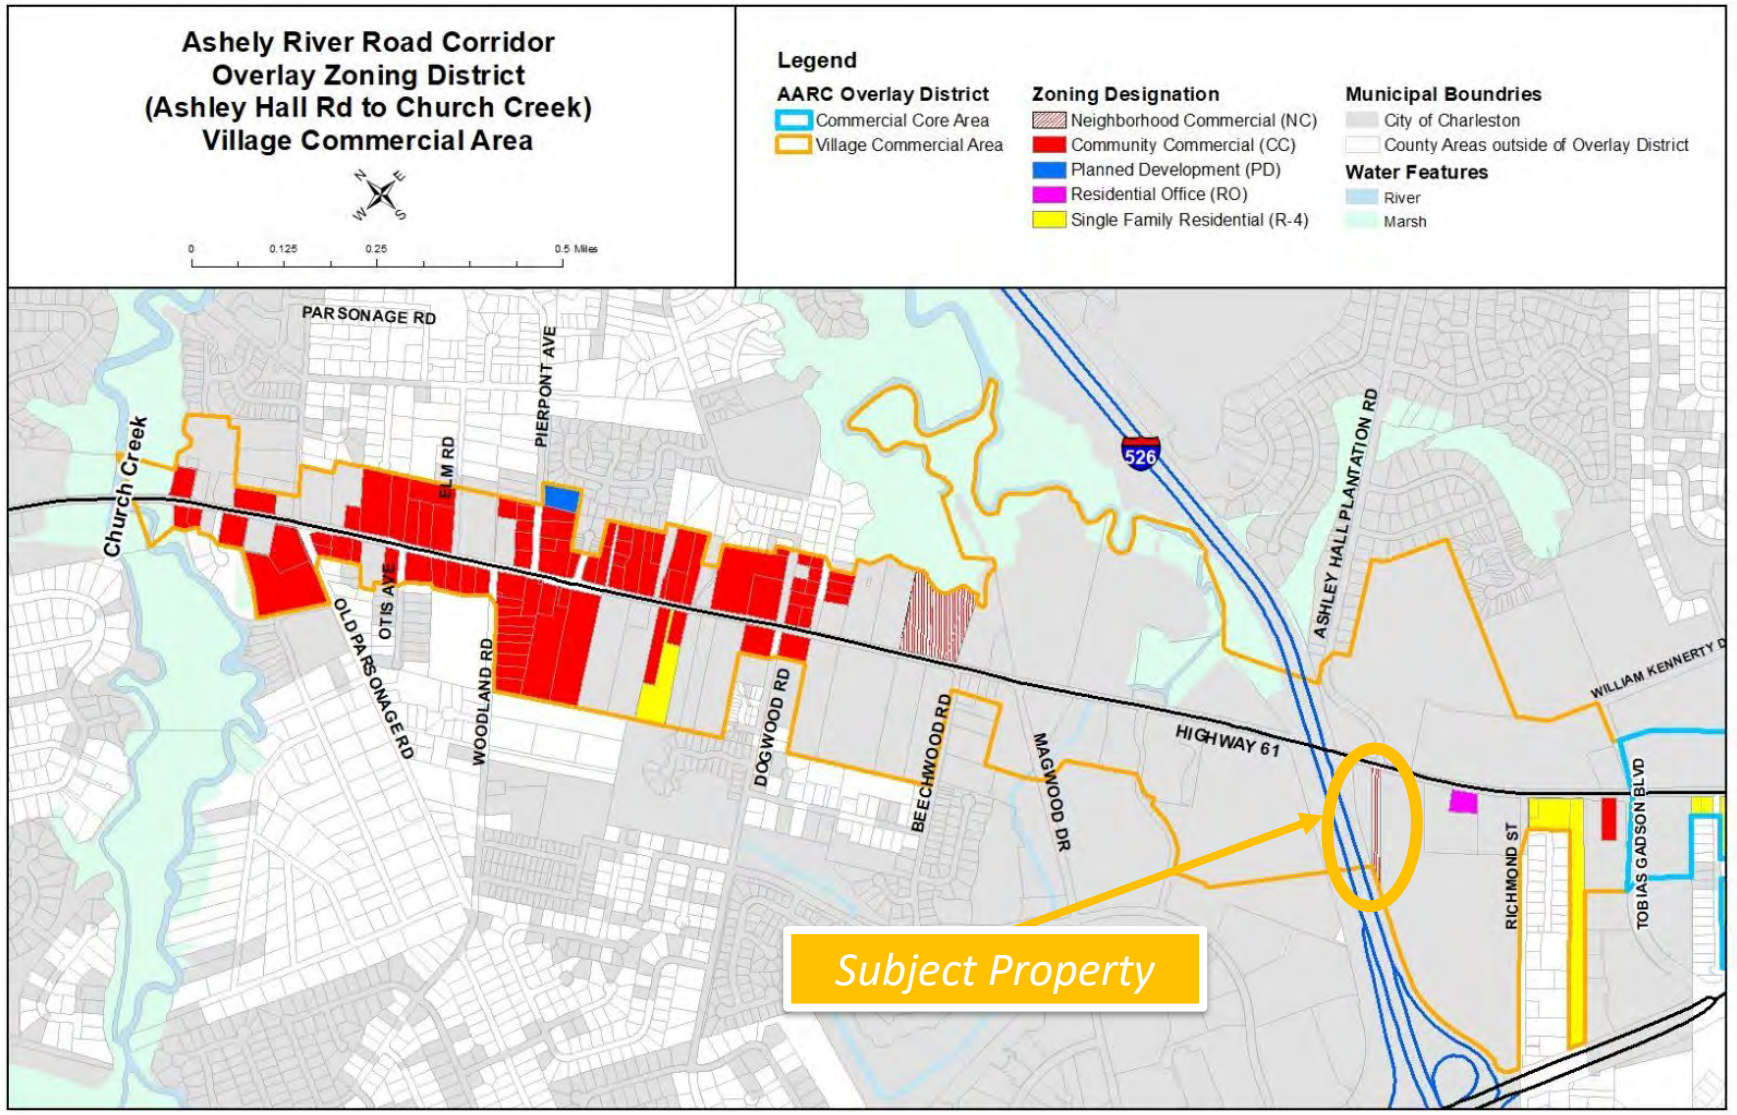 Ashely River Road Corridor
Overlay Zoning District
(Ashley Hall Rd to Church Creek)
Village Commercial Area
N
E
W
S
0 0.125 0.25 0.5 Miles
Legend
AARC Overlay District
Commercial Core Area
Village Commercial Area
Zoning Designation
Neighborhood Commercial (NC)
Community Commercial (CC)
Planned Development (PD)
Residential Office (RO)
Single Family Residential (R-4)
Municipal Boundries
City of Charleston
County Areas outside of Overlay District
Water Features
River
Marsh
PARSONAGE RD
PIERPONT AVE
ELM RD
Church Creek
526
ASHLEY HALL PLANTATION RD
OTIS AVE
OLD PARSONAGE RD
WOODLAND RD
DOGWOOD RD
BEECHWOOD RD
MAGWOOD DR
HIGHWAY 61
WILLIAM KENNERTY D
RICHMOND ST
TOBIAS GADSON BLVD
Subject Property